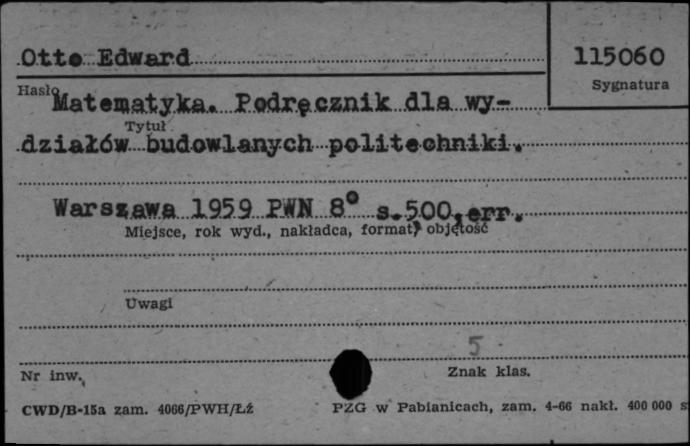 Otto Edward 115060
Hasło Sygnatura
Matematyka. Podręcznik dla wy-
Tytuł
działów budowlanych politechniki.
Warszawa 1959 PWN 8° s.500,err.
Miejsce, rok wyd., nakładca, format, objętość
Uwagi
5
Nr inw. Znak klas.
CWD/B-15a zam. 4066/PWH/Łź PZG w Pabianicach, zam. 4-66 nakł. 400 000 s